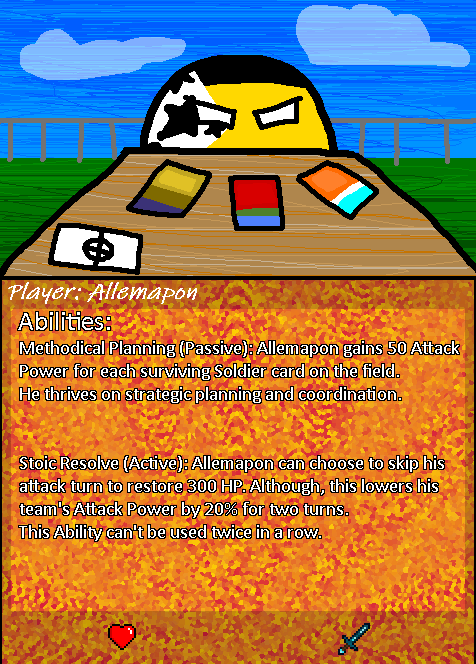 Player: Allemapon
Abilities:
Methodical Planning (Passive): Allemapon gains 50 Attack
Power for each surviving Soldier card on the field.
He thrives on strategic planning and coordination.
Stoic Resolve (Active): Allemapon can choose to skip his
attack turn to restore 300 HP. Although, this lowers his
team's Attack Power by 20% for two turns.
This Ability can't be used twice in a row.